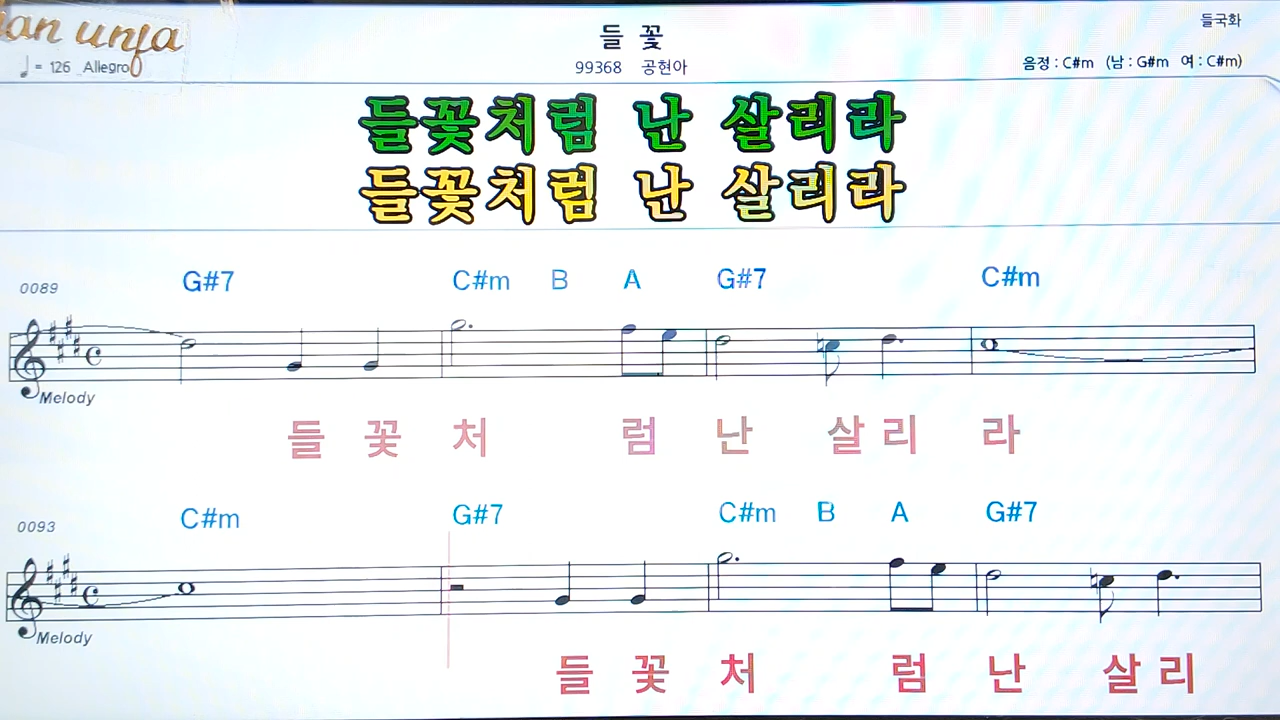 an unja
들국화
들 꽃
♩ = 126 Allegro
99368 공현아
음정 : C#m (남 : G#m 여 : C#m)
들꽃처럼 난 살리라
들꽃처럼 난 살리라
0089 G#7 C#m B A G#7 C#m
Melody
들 꽃 처 럼 난 살 리 라
0093 C#m G#7 C#m B A G#7
Melody
들 꽃 처 럼 난 살 리